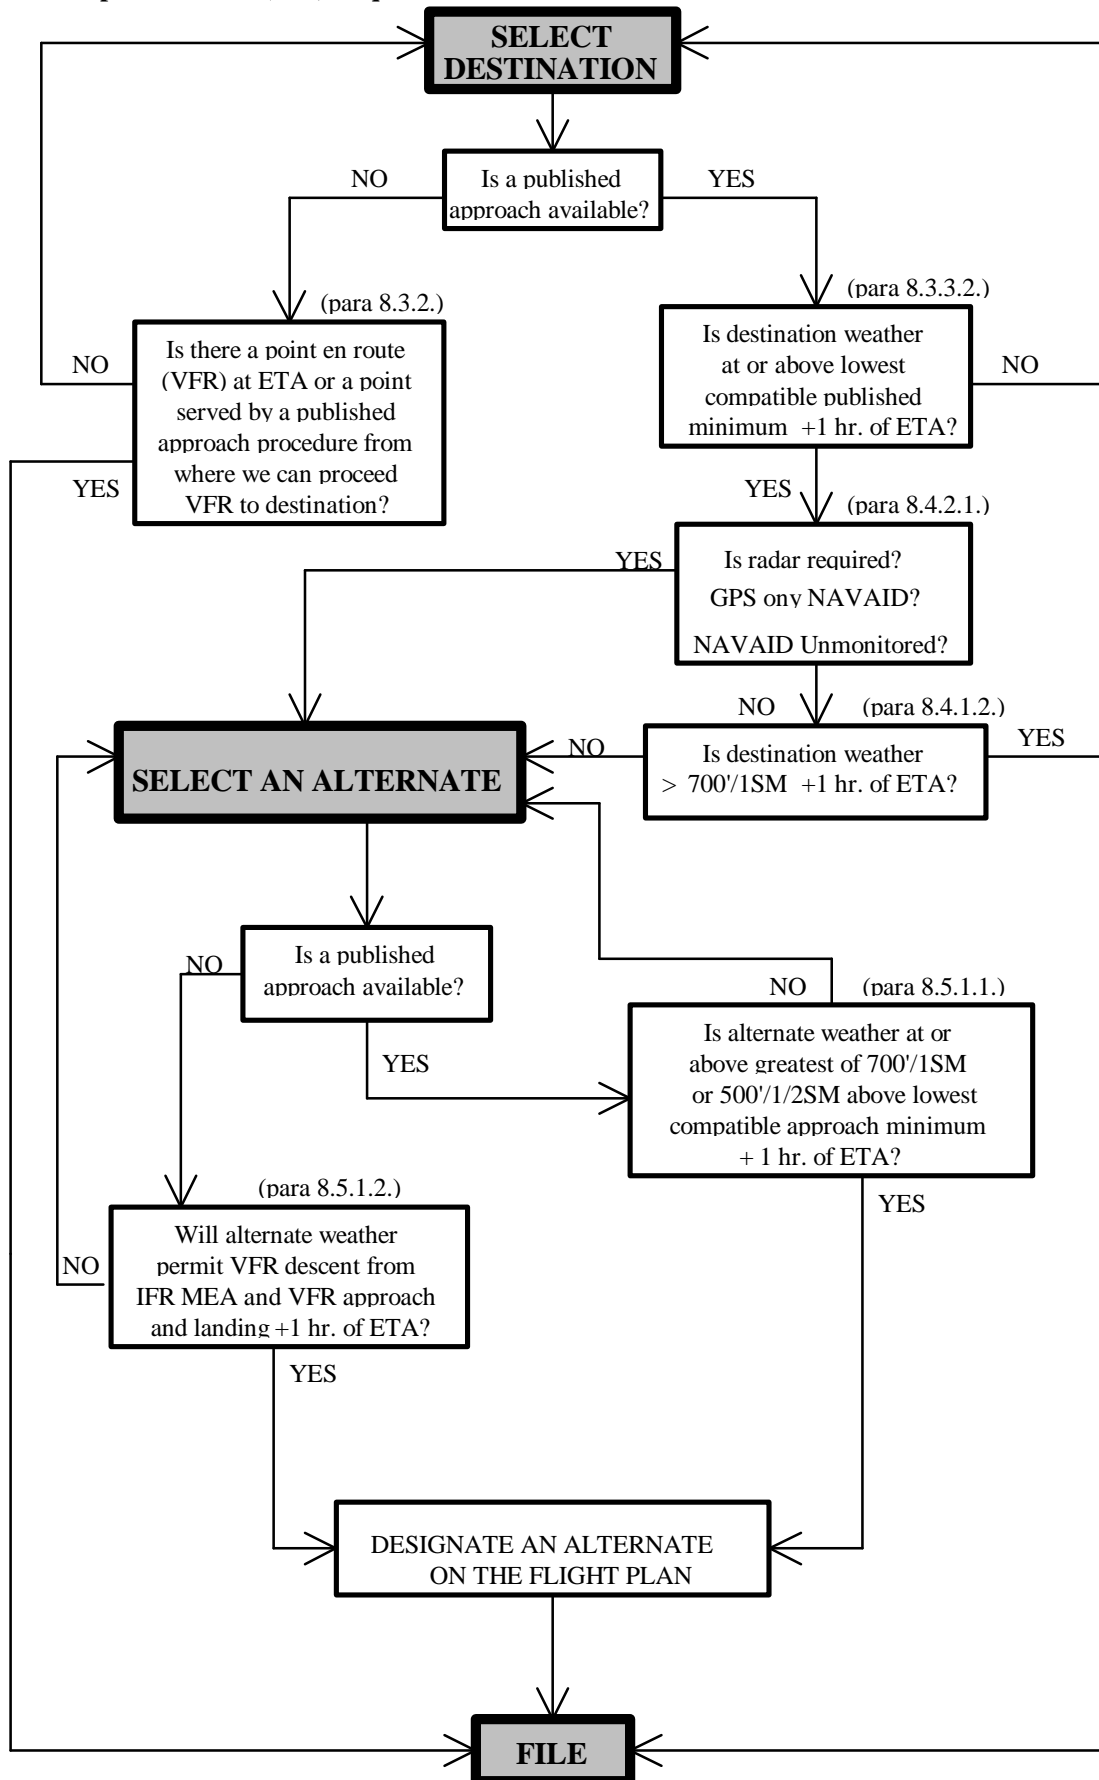 SELECT
DESTINATION
NO
Is a published
approach available?
YES
(para 8.3.2.)
(para 8.3.3.2.)
NO
Is there a point en route
(VFR) at ETA or a point
served by a published
approach procedure from
where we can proceed
VFR to destination?
YES
Is destination weather
at or above lowest
compatible published
minimum +1 hr. of ETA?
NO
YES
(para 8.4.2.1.)
YES
Is radar required?
GPS ony NAVAID?
NAVAID Unmonitored?
NO
(para 8.4.1.2.)
SELECT AN ALTERNATE
NO
Is destination weather
> 700'/1SM +1 hr. of ETA?
YES
NO
Is a published
approach available?
YES
NO
(para 8.5.1.1.)
Is alternate weather at or
above greatest of 700'/1SM
or 500'/1/2SM above lowest
compatible approach minimum
+ 1 hr. of ETA?
YES
(para 8.5.1.2.)
NO
Will alternate weather
permit VFR descent from
IFR MEA and VFR approach
and landing +1 hr. of ETA?
YES
DESIGNATE AN ALTERNATE
ON THE FLIGHT PLAN
FILE